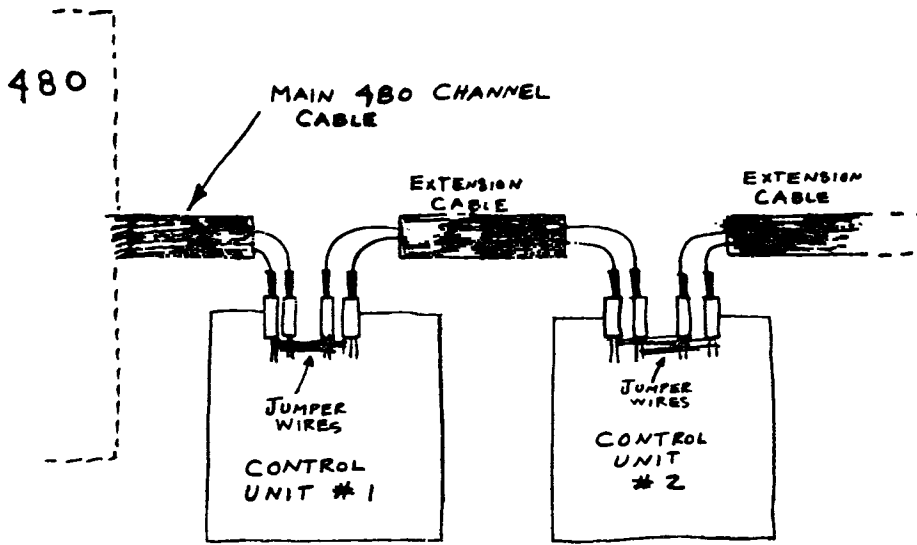 480
MAIN 480 CHANNEL
CABLE
EXTENSION
CABLE
EXTENSION
CABLE
JUMPER
WIRES
JUMPER
WIRES
CONTROL
UNIT #1
CONTROL
UNIT
#2